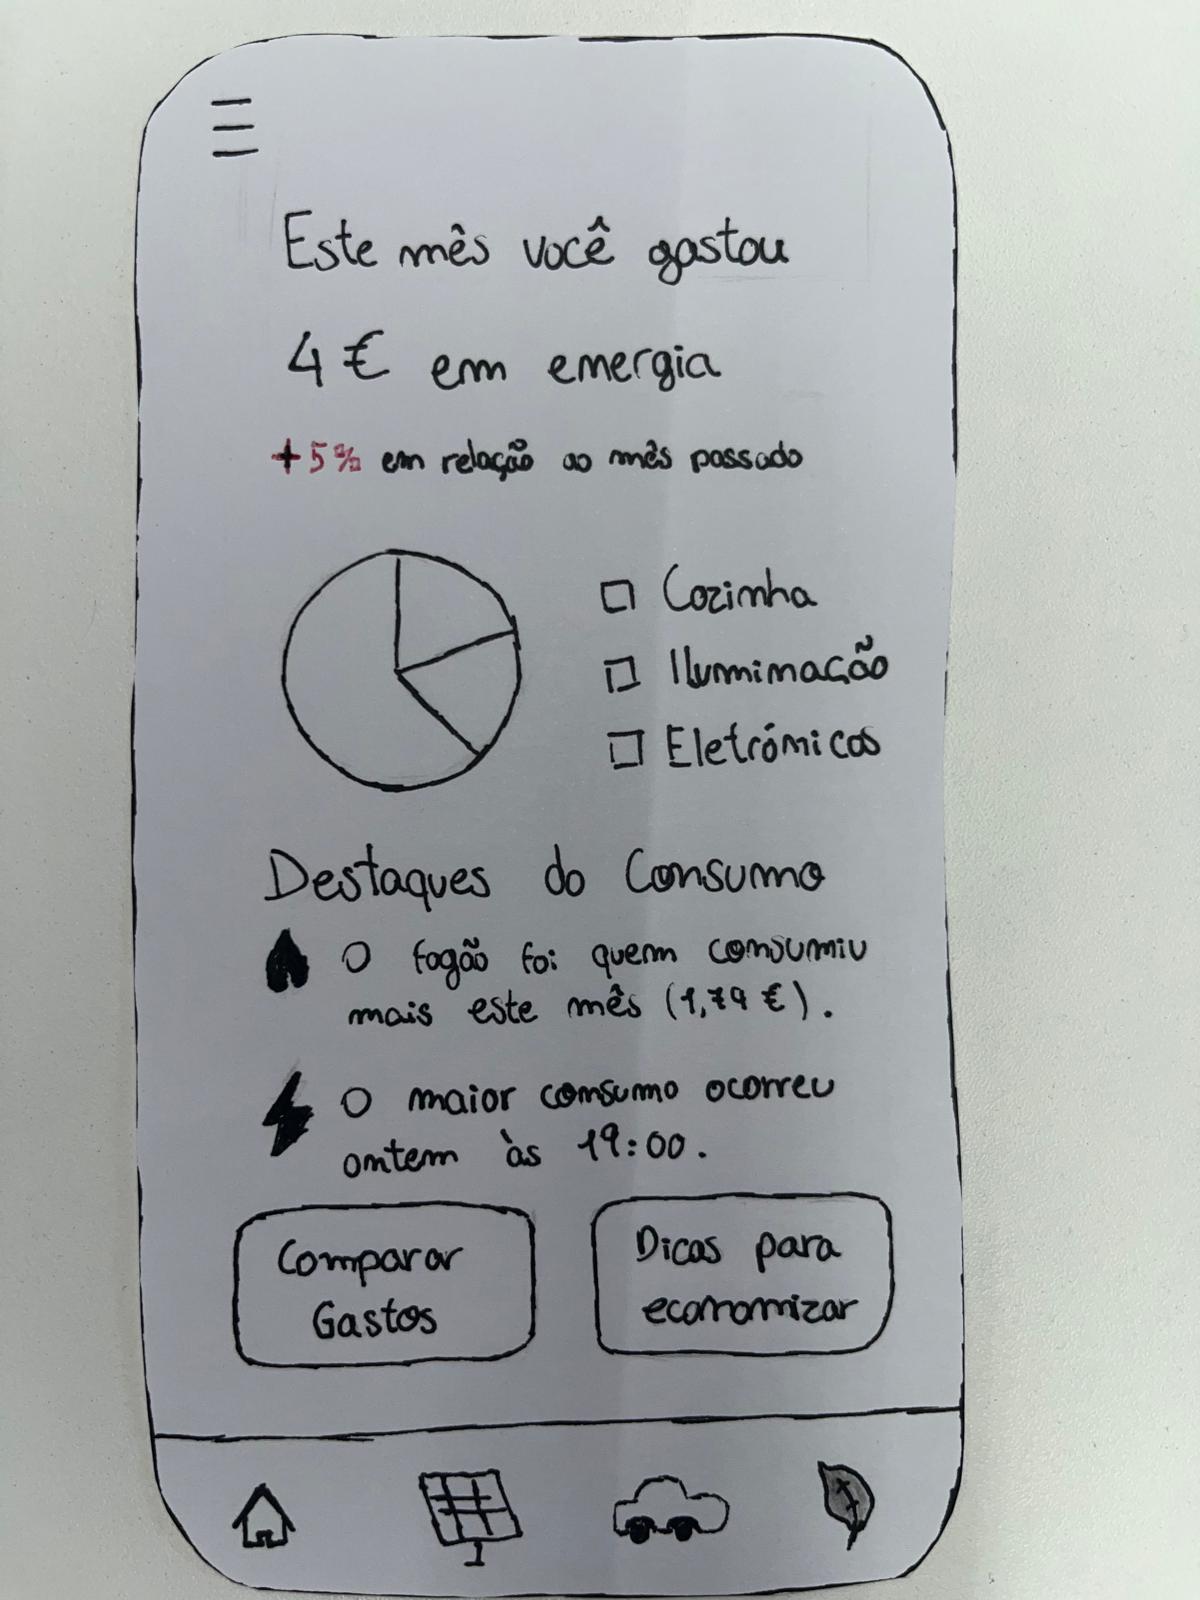 Este mês você gastou
4 € em energia
+5% em relação ao mês passado
Cozinha
Iluminação
Eletrónicos
Destaques do Consumo
O fogão foi quem consumiu
mais este mês (1,79 €).
O maior consumo ocorreu
ontem às 19:00.
Comparar
Gastos
Dicas para
economizar